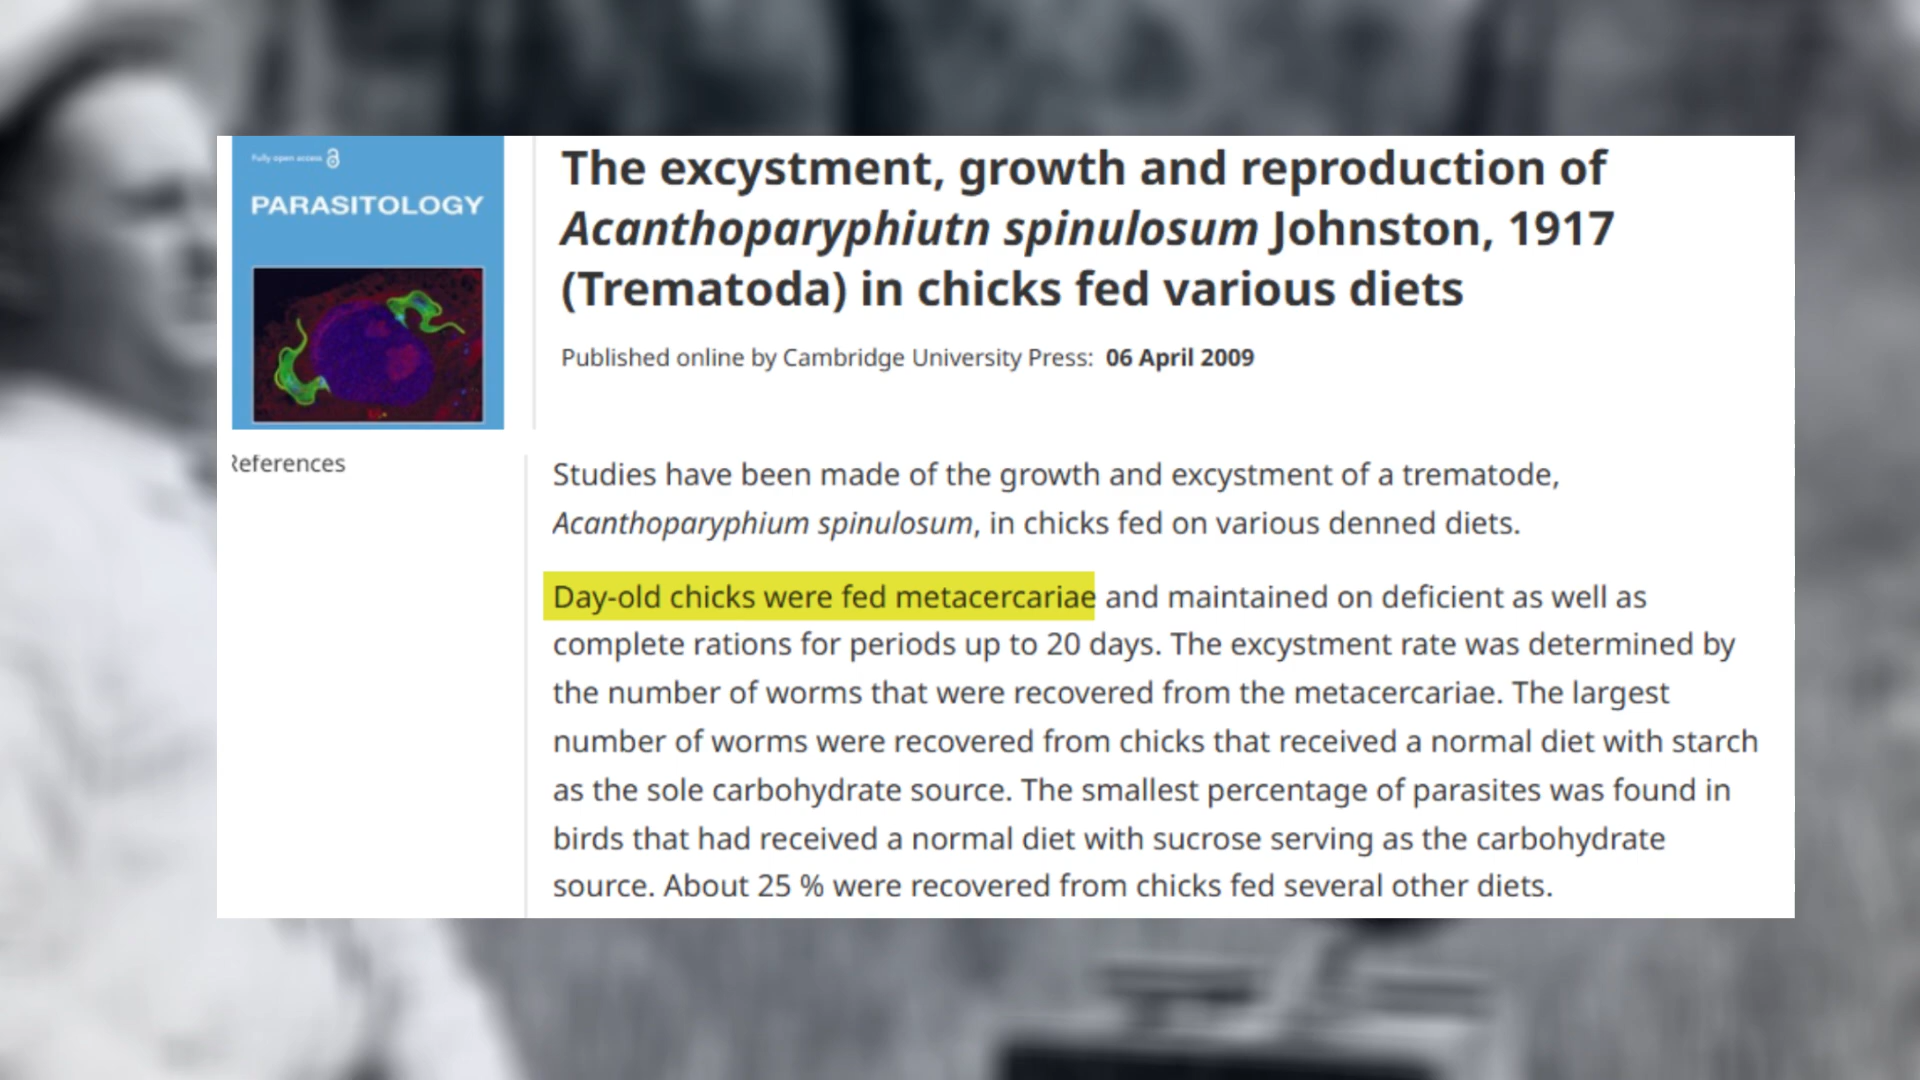 Fully open access
PARASITOLOGY
The excystment, growth and reproduction of
Acanthoparyphiutn spinulosum Johnston, 1917
(Trematoda) in chicks fed various diets
Published online by Cambridge University Press: 06 April 2009
References
Studies have been made of the growth and excystment of a trematode,
Acanthoparyphium spinulosum, in chicks fed on various denned diets.
Day-old chicks were fed metacercariae and maintained on deficient as well as
complete rations for periods up to 20 days. The excystment rate was determined by
the number of worms that were recovered from the metacercariae. The largest
number of worms were recovered from chicks that received a normal diet with starch
as the sole carbohydrate source. The smallest percentage of parasites was found in
birds that had received a normal diet with sucrose serving as the carbohydrate
source. About 25 % were recovered from chicks fed several other diets.